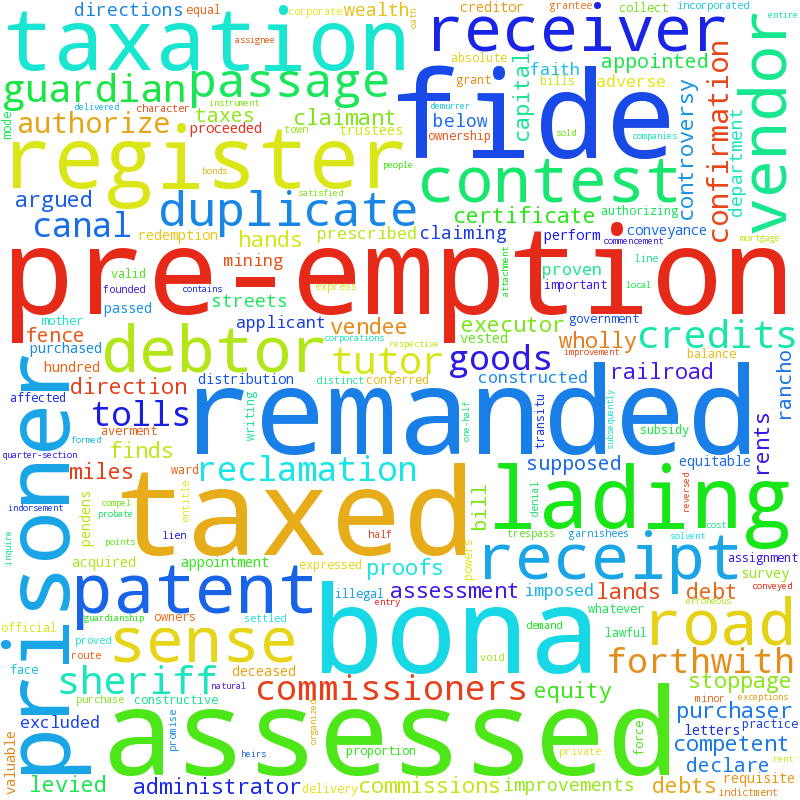 directions equal corporate wealth creditor grantee collect incorporated entire
taxation assignee oath receiver
guardian passage absolute faith appointed
delivered character instrument demurrer grant bills adverse capital
authorize taxes claimant below trustees proceeded town ownership sold companies
mode register bonds people fide controversy confirmation department vendor
argued satisfied contest
canal duplicate certificate authorizing
redemption hands prescribed claiming perform conveyance commencement mortgage
pre-emption
valid mining express attachment proven line
founded contains streets important local
passed applicant vendee executor vested government
fence mother corporations respective wholly credits
purchased debtor tutor goods improvement balance
hundred distribution distinct conferred constructed railroad rancho
affected direction remanded
tolls writing one-half transitu subsequently subsidy rents
formed averment
quarter-section finds ward supposed equitable
miles entitle reclamation bill denial reversed
prisoner pendens compel taxed lading
indorsement probate points lien half trespass garnishees cost solvent
inquire acquired appointment expressed proofs powers receipt assignment
patent entry assessment imposed lands debt survey conveyed
guardianship illegal whatever erroneous
official proved owners settled bona demand lawful road
sense void
face route deceased forthwith
sheriff natural commissioners equity stoppage
purchase constructive minor exceptions
excluded promise heirs organized force purchaser
assessed letters practice
proportion private competent
valuable declare rent
levied administrator delivery commissions improvements debts requisite
indictment